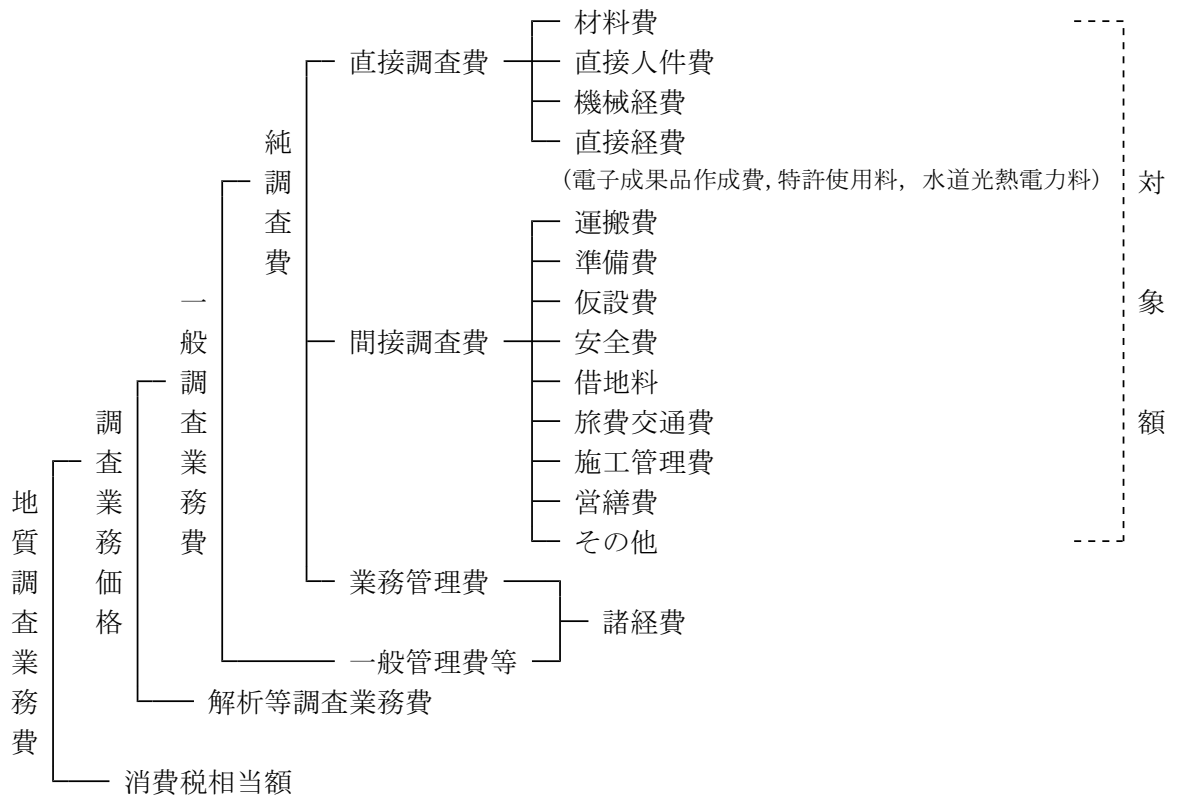 材料費
直接調査費
直接人件費
機械経費
直接経費
(電子成果品作成費,特許使用料, 水道光熱電力料)
純調査費
運搬費
準備費
仮設費
間接調査費
安全費
借地料
旅費交通費
施工管理費
営繕費
その他
対象額
一般調査業務費
業務管理費
諸経費
一般管理費等
調査業務価格
解析等調査業務費
地質調査業務費
消費税相当額